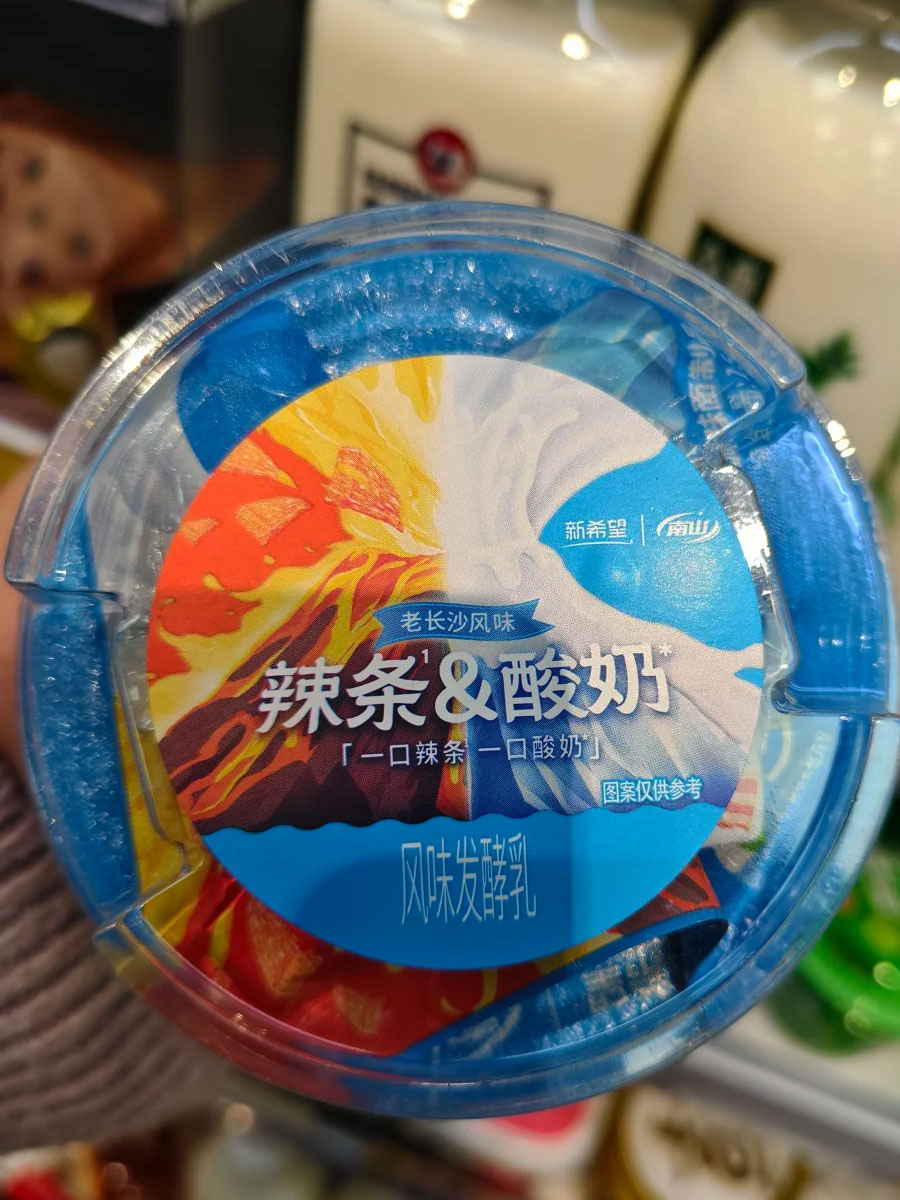 新希望 | 南山
老长沙风味
辣条¹&酸奶*
「一口辣条 一口酸奶*」
图案仅供参考
风味发酵乳